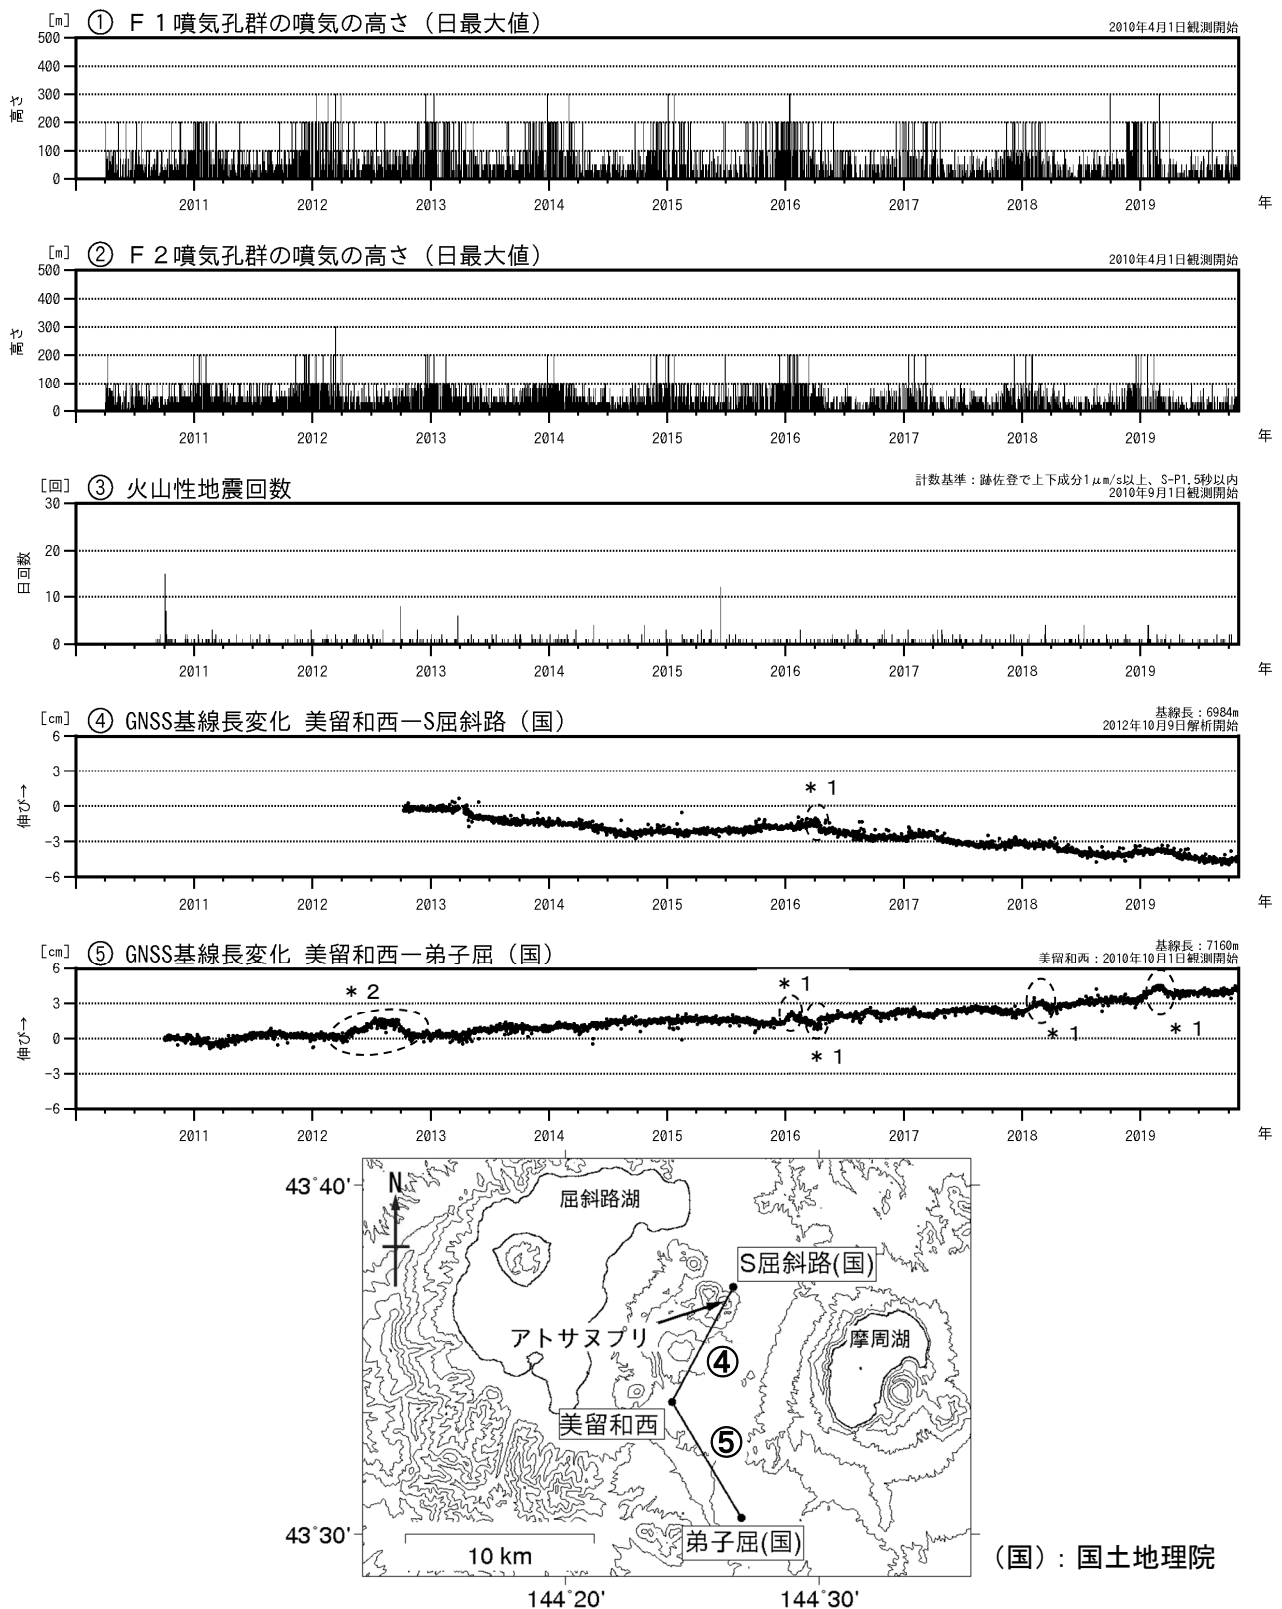 [m] ① Ｆ１噴気孔群の噴気の高さ（日最大値） 2010年4月1日観測開始
500
400
300
200
100
0
高さ
2011 2012 2013 2014 2015 2016 2017 2018 2019 年
[m] ② Ｆ２噴気孔群の噴気の高さ（日最大値） 2010年4月1日観測開始
500
400
300
200
100
0
高さ
2011 2012 2013 2014 2015 2016 2017 2018 2019 年
[回] ③ 火山性地震回数 計数基準：跡佐登で上下成分1μm/s以上、S-P1.5秒以内
2010年9月1日観測開始
30
20
10
0
日回数
2011 2012 2013 2014 2015 2016 2017 2018 2019 年
[cm] ④ GNSS基線長変化 美留和西－S屈斜路（国） 基線長：6984m
2012年10月9日解析開始
6
3
0
-3
-6
伸び→
＊１
2011 2012 2013 2014 2015 2016 2017 2018 2019 年
[cm] ⑤ GNSS基線長変化 美留和西－弟子屈（国） 基線長：7160m
美留和西：2010年10月1日観測開始
6
3
0
-3
-6
伸び→
＊２
＊１
＊１
＊１
＊１
2011 2012 2013 2014 2015 2016 2017 2018 2019 年
43°40'
N
屈斜路湖
S屈斜路(国)
アトサヌプリ
摩周湖
④
美留和西
⑤
43°30'
弟子屈(国)
10 km
（国）：国土地理院
144°20' 144°30'